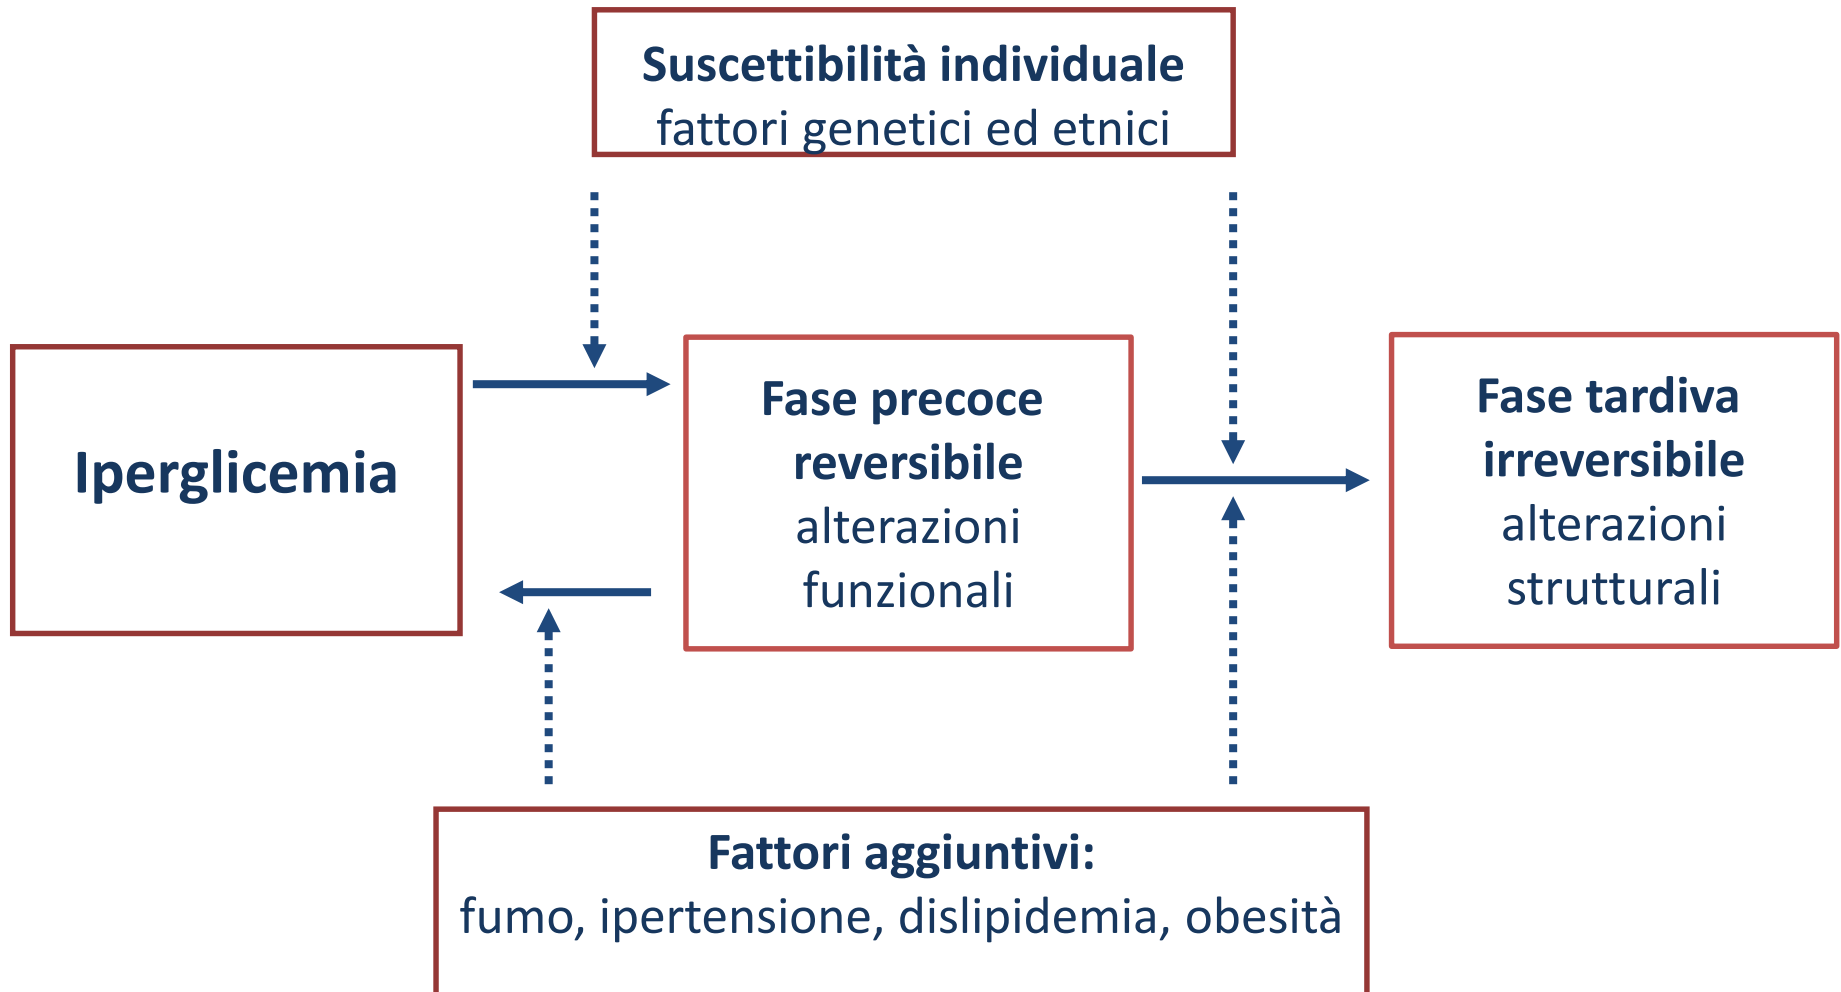 Suscettibilità individuale
fattori genetici ed etnici
Iperglicemia
Fase precoce
reversibile
alterazioni
funzionali
Fase tardiva
irreversibile
alterazioni
strutturali
Fattori aggiuntivi:
fumo, ipertensione, dislipidemia, obesità